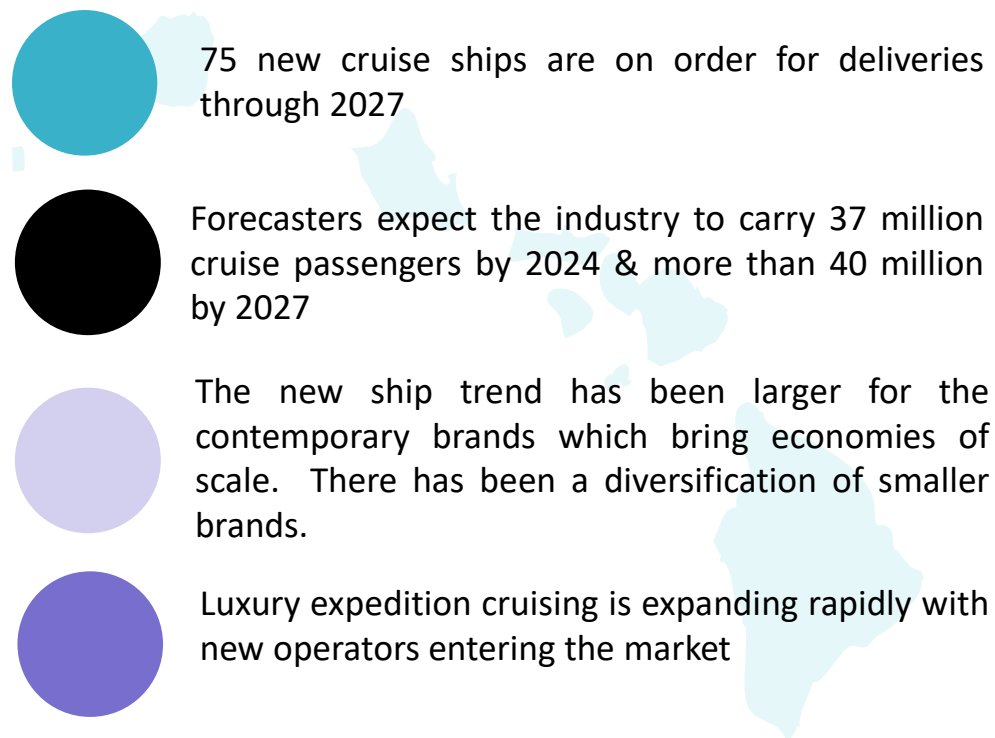 75 new cruise ships are on order for deliveries
through 2027
Forecasters expect the industry to carry 37 million
cruise passengers by 2024 & more than 40 million
by 2027
The new ship trend has been larger for the
contemporary brands which bring economies of
scale.  There has been a diversification of smaller
brands.
Luxury expedition cruising is expanding rapidly with
new operators entering the market